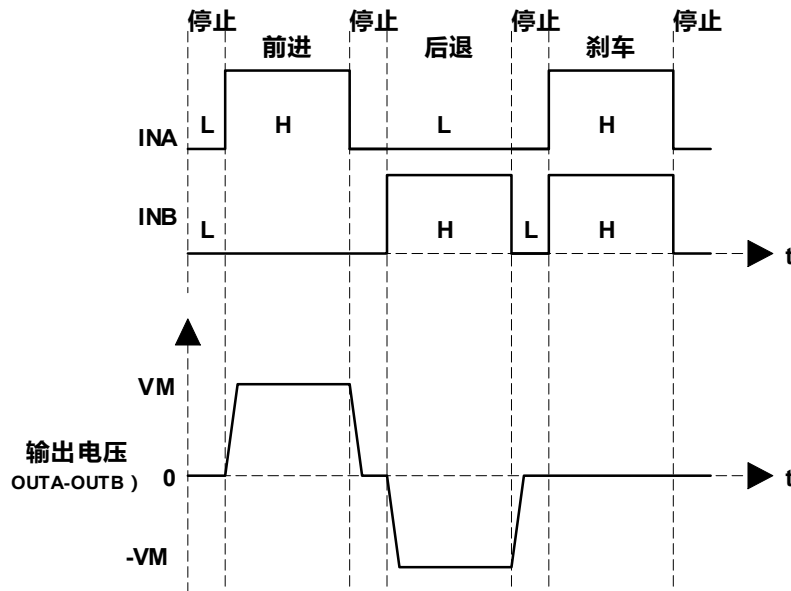 停止 停止 停止 停止
前进 后退 刹车
L H L H
INA
INB
L H L H
t
VM
输出电压
OUTA-OUTB ) 0 t
-VM